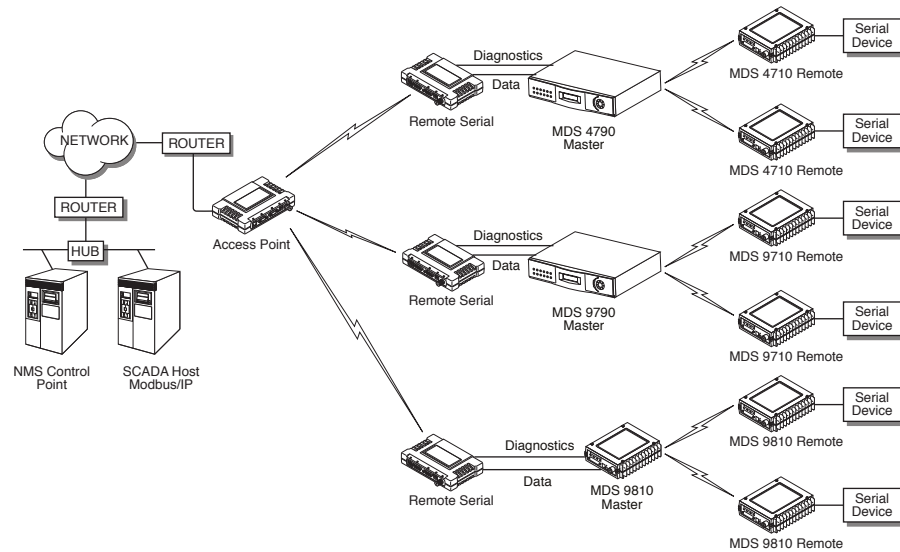 NETWORK
ROUTER
ROUTER
HUB
NMS Control
Point
SCADA Host
Modbus/IP
Access Point
Diagnostics
Data
Remote Serial
MDS 4790
Master
MDS 4710 Remote
Serial
Device
MDS 4710 Remote
Serial
Device
Diagnostics
Data
Remote Serial
MDS 9790
Master
MDS 9710 Remote
Serial
Device
MDS 9710 Remote
Serial
Device
Diagnostics
Data
Remote Serial
MDS 9810
Master
MDS 9810 Remote
Serial
Device
MDS 9810 Remote
Serial
Device